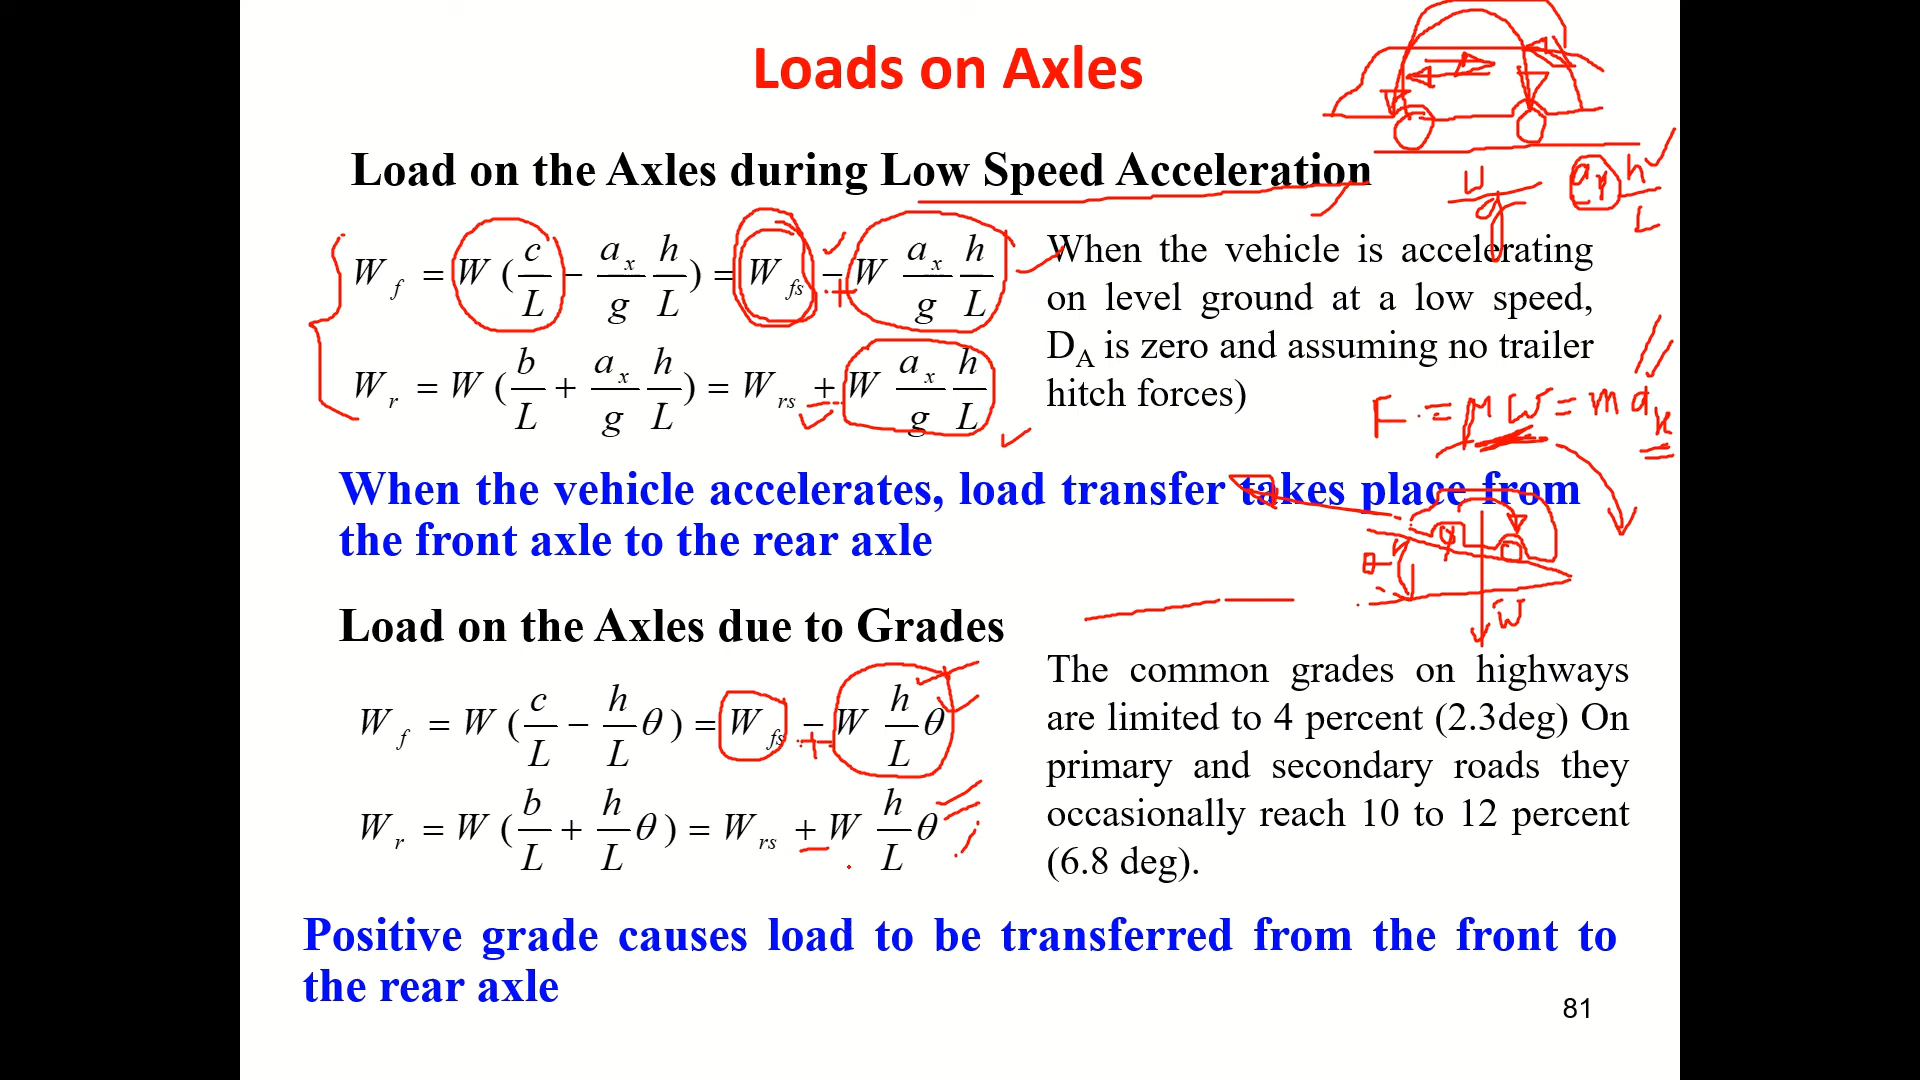 Loads on Axles
Load on the Axles during Low Speed Acceleration
W_f = W (c/L − a_x/g h/L) = W_fs − W a_x/g h/L
W_r = W (b/L + a_x/g h/L) = W_rs + W a_x/g h/L
When the vehicle is accelerating
on level ground at a low speed,
D_A is zero and assuming no trailer
hitch forces)
F = μ W = m a_x
When the vehicle accelerates, load transfer takes place from
the front axle to the rear axle
θ
W
Load on the Axles due to Grades
W_f = W (c/L − h/L θ) = W_fs − W h/L θ
W_r = W (b/L + h/L θ) = W_rs + W h/L θ
The common grades on highways
are limited to 4 percent (2.3deg) On
primary and secondary roads they
occasionally reach 10 to 12 percent
(6.8 deg).
Positive grade causes load to be transferred from the front to
the rear axle
81